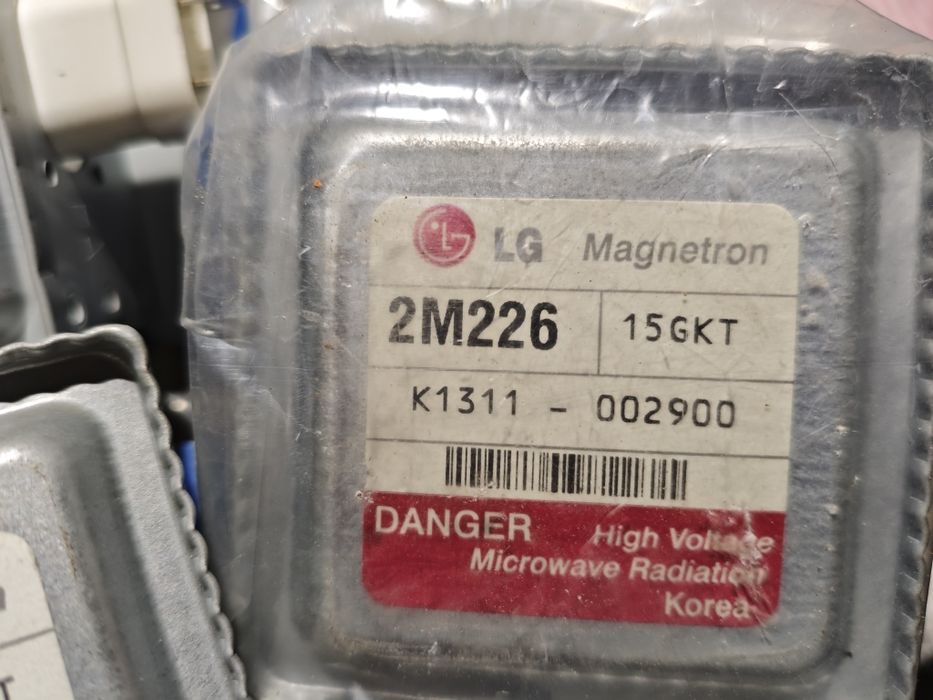 LG Magnetron
2M226 15GKT
K1311 - 002900
DANGER High Voltage
Microwave Radiation
Korea
T